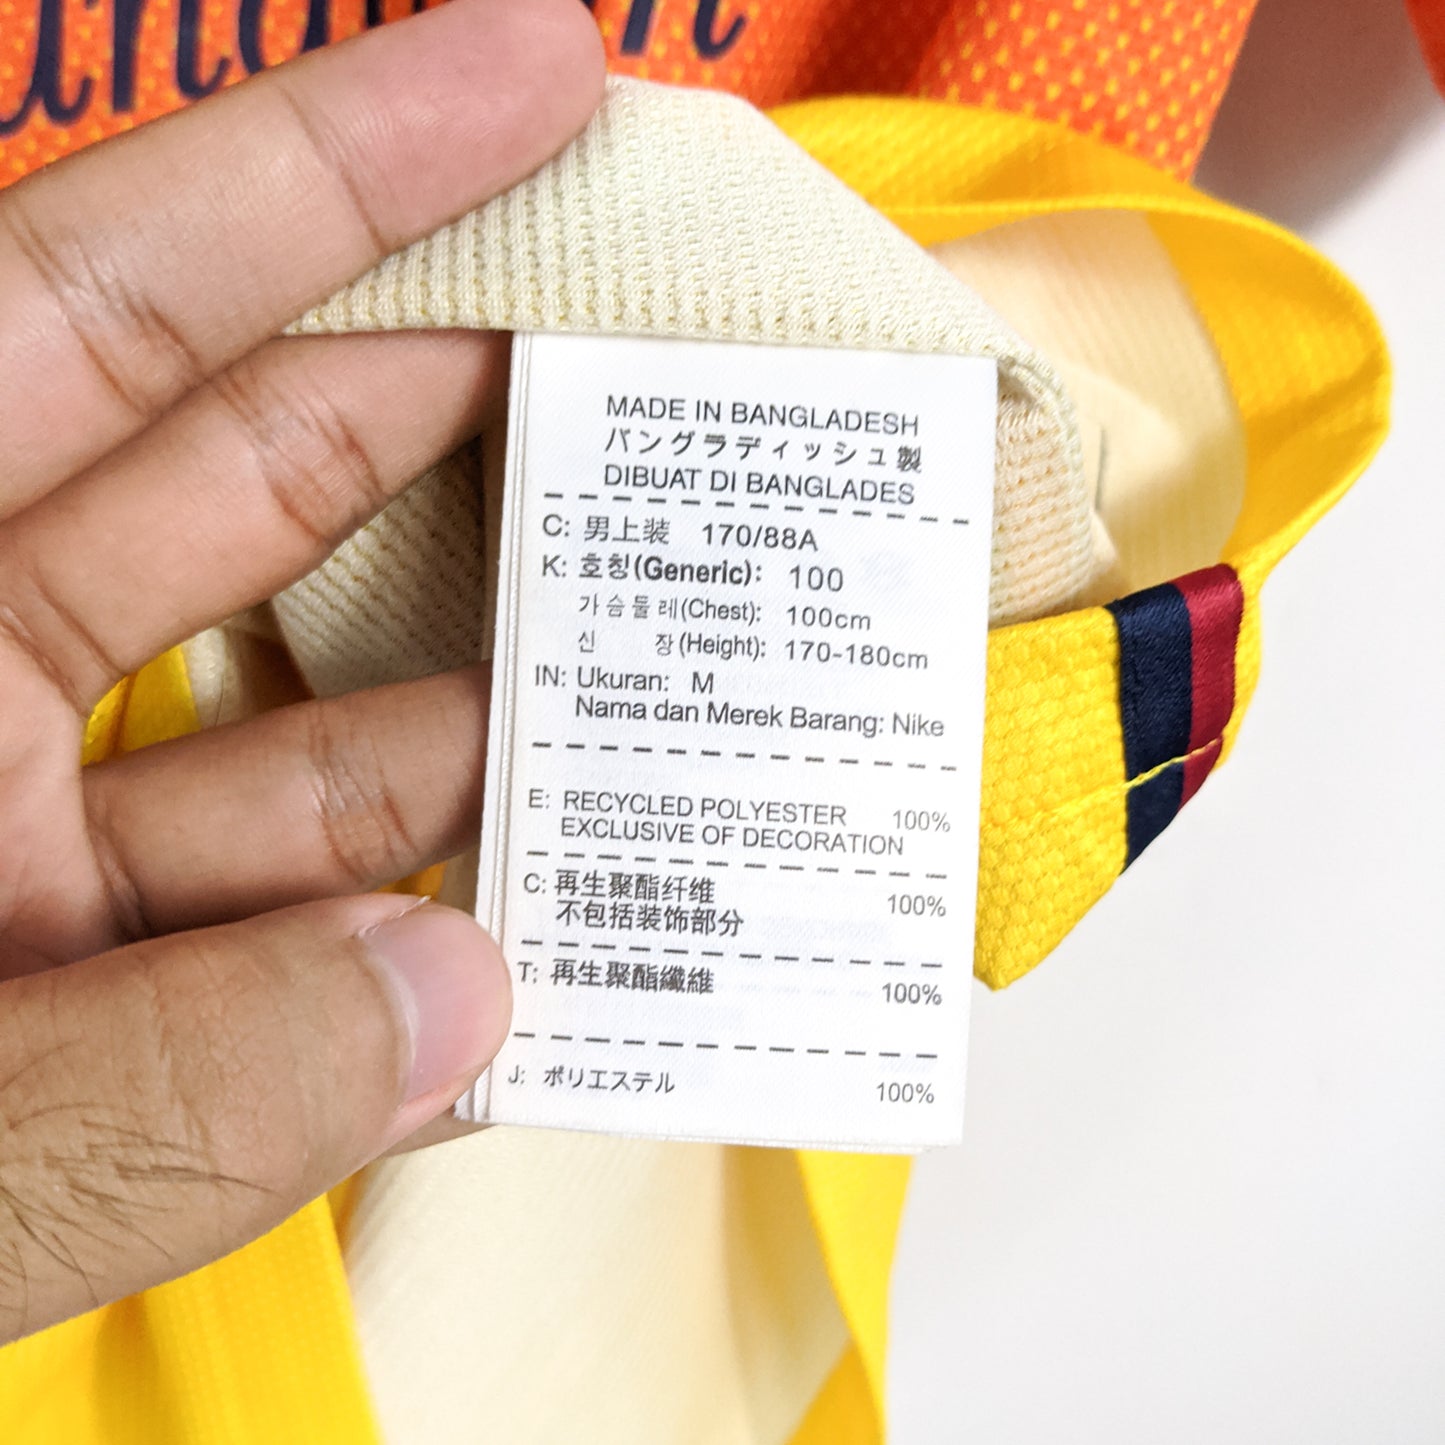 MADE IN BANGLADESH
バングラディッシュ製
DIBUAT DI BANGLADES
C: 男上装 170/88A
K: 호칭(Generic): 100
가슴둘레(Chest): 100cm
신 장(Height): 170-180cm
IN: Ukuran: M
Nama dan Merek Barang: Nike
E: RECYCLED POLYESTER 100%
EXCLUSIVE OF DECORATION
C: 再生聚酯纤维 100%
不包括装饰部分
T: 再生聚酯纖維 100%
J: ポリエステル 100%